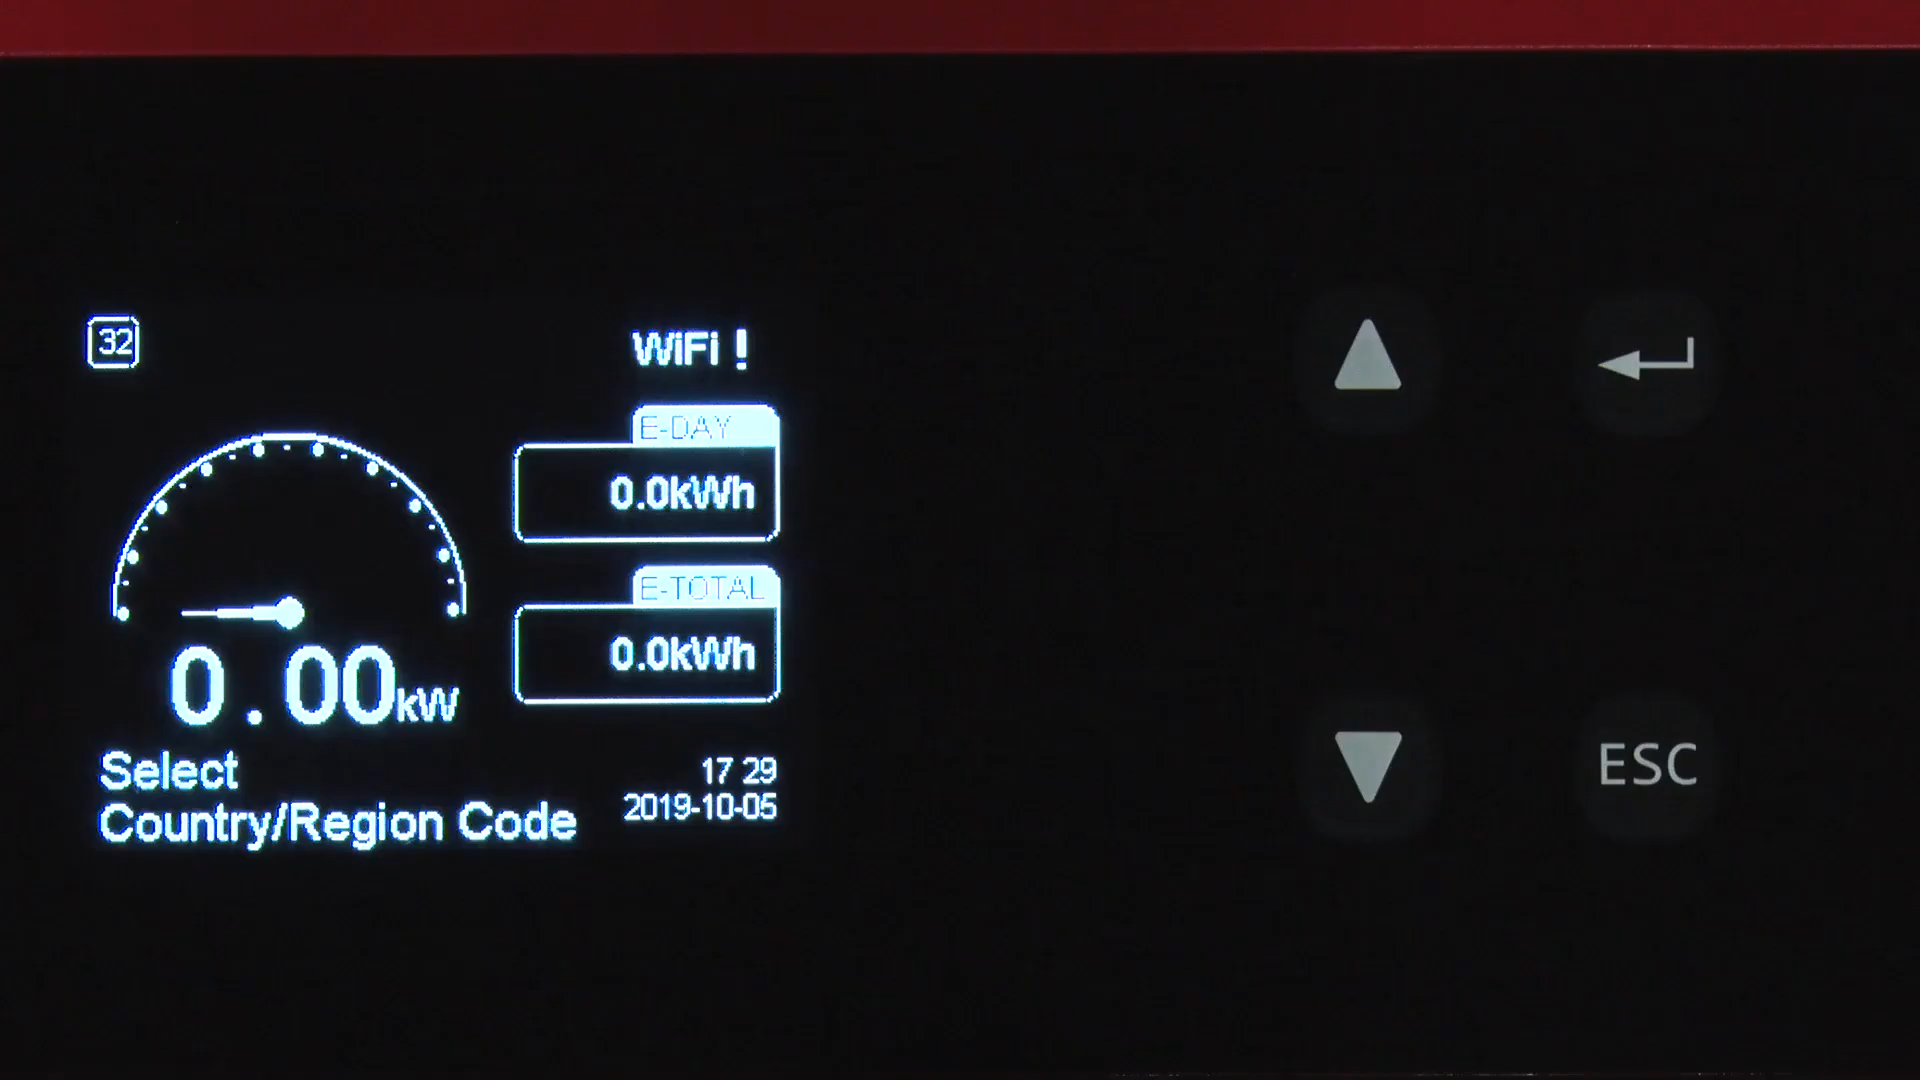 32
WiFi !
E-DAY
0.0kWh
E-TOTAL
0.0kWh
0.00kW
Select
Country/Region Code
17 29
2019-10-05
ESC